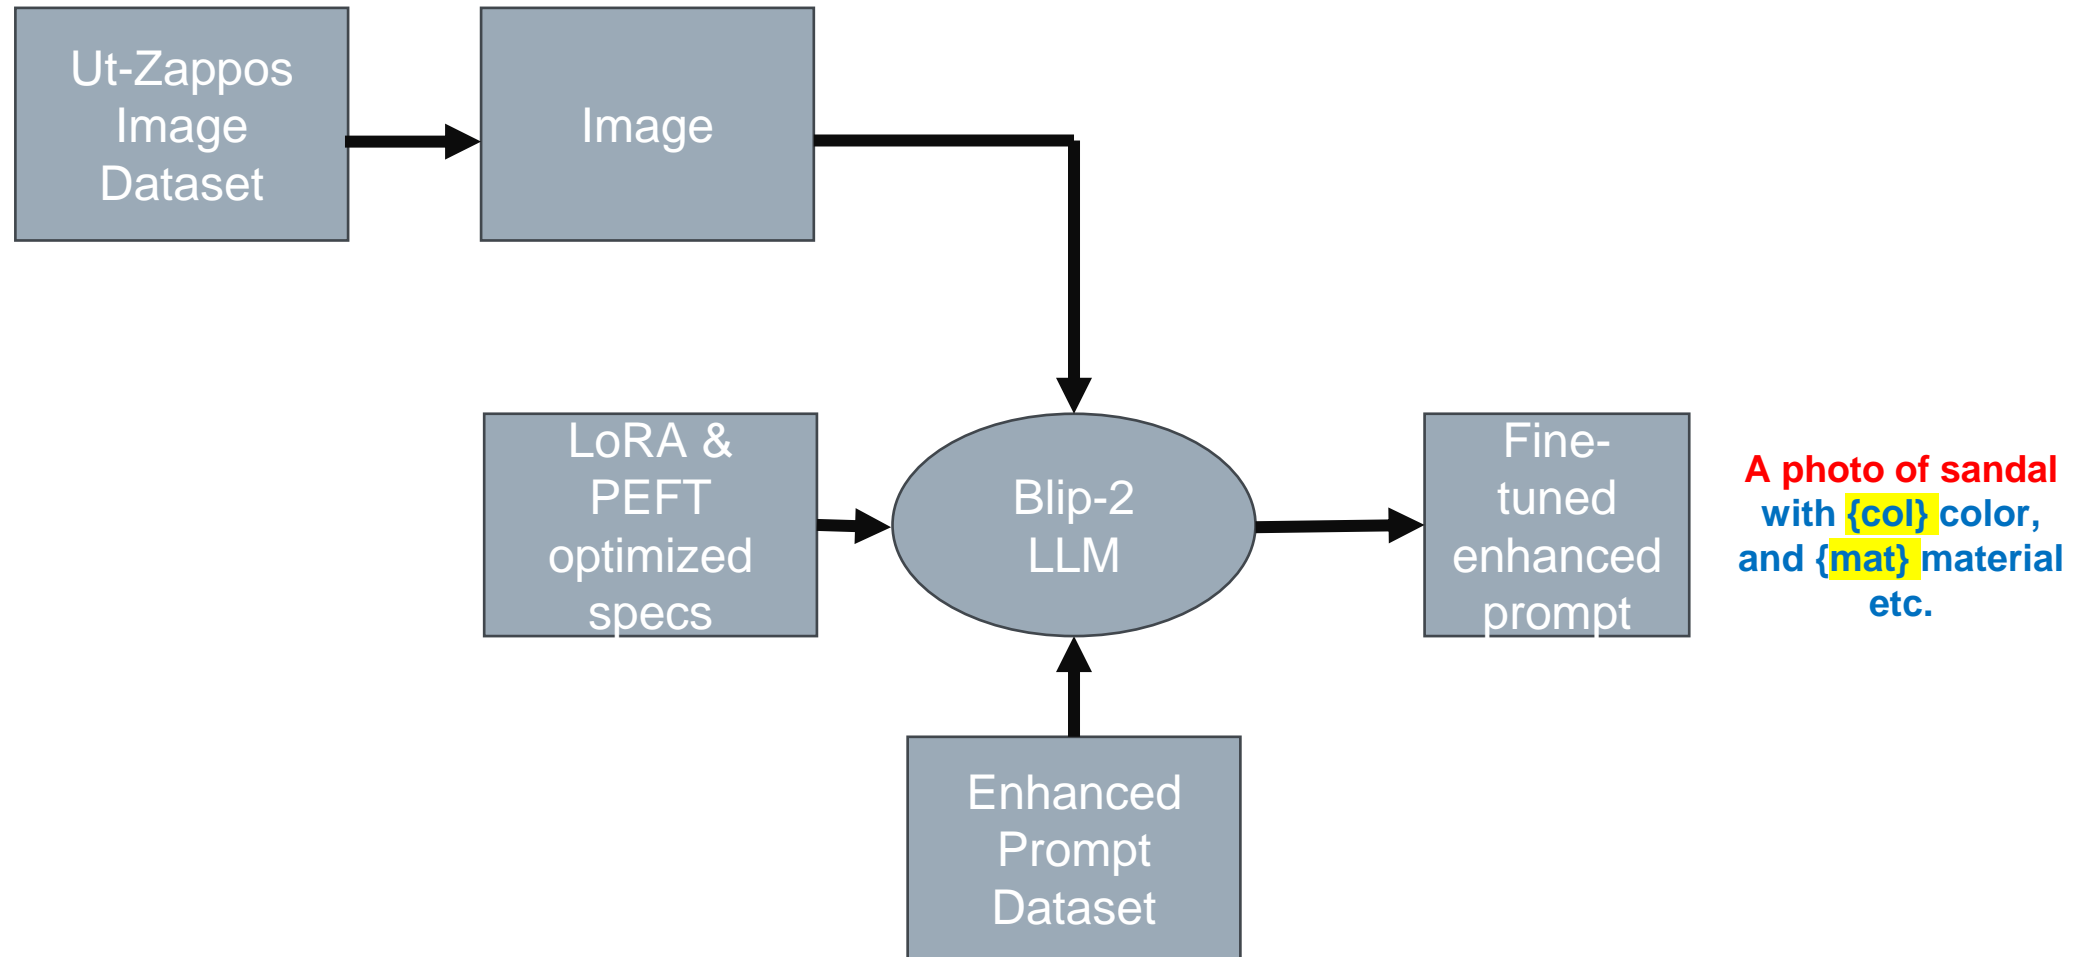 Ut-Zappos
Image
Dataset
Image
LoRA &
PEFT
optimized
specs
Blip-2
LLM
Fine-
tuned
enhanced
prompt
A photo of sandal
with {col} color,
and {mat} material
etc.
Enhanced
Prompt
Dataset